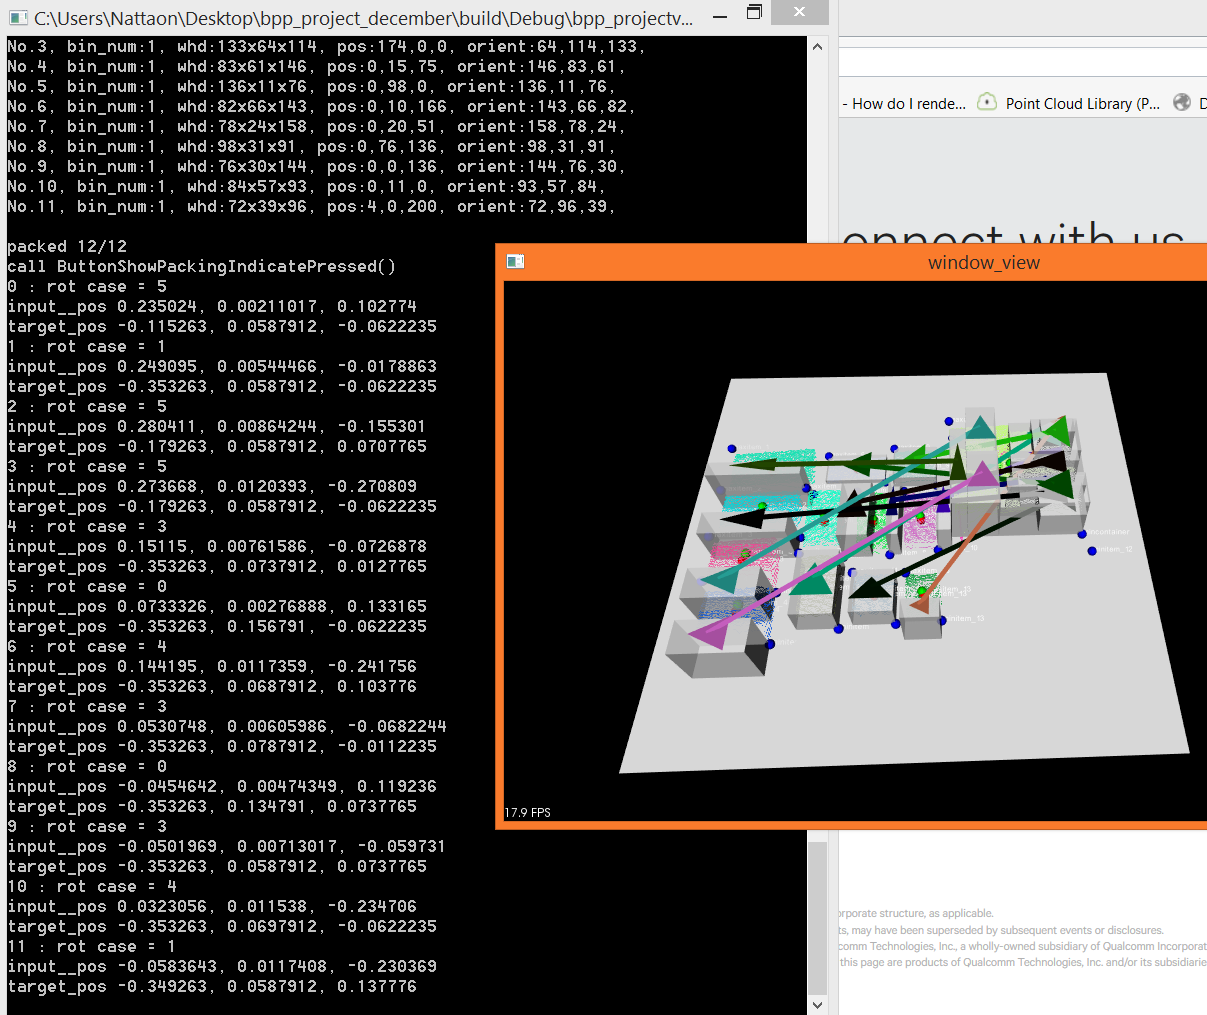 C:\Users\Nattaon\Desktop\bpp_project_december\build\Debug\bpp_projectv...
No.3, bin_num:1, whd:133x64x114, pos:174,0,0, orient:64,114,133,
No.4, bin_num:1, whd:83x61x146, pos:0,15,75, orient:146,83,61,
No.5, bin_num:1, whd:136x11x76, pos:0,98,0, orient:136,11,76,
No.6, bin_num:1, whd:82x66x143, pos:0,10,166, orient:143,66,82,
No.7, bin_num:1, whd:78x24x158, pos:0,20,51, orient:158,78,24,
No.8, bin_num:1, whd:98x31x91, pos:0,76,136, orient:98,31,91,
No.9, bin_num:1, whd:76x30x144, pos:0,0,136, orient:144,76,30,
No.10, bin_num:1, whd:84x57x93, pos:0,11,0, orient:93,57,84,
No.11, bin_num:1, whd:72x39x96, pos:4,0,200, orient:72,96,39,
packed 12/12
call ButtonShowPackingIndicatePressed()
0 : rot case = 5
input__pos 0.235024, 0.00211017, 0.102774
target_pos -0.115263, 0.0587912, -0.0622235
1 : rot case = 1
input__pos 0.249095, 0.00544466, -0.0178863
target_pos -0.353263, 0.0587912, -0.0622235
2 : rot case = 5
input__pos 0.280411, 0.00864244, -0.155301
target_pos -0.179263, 0.0587912, 0.0707765
3 : rot case = 5
input__pos 0.273668, 0.0120393, -0.270809
target_pos -0.179263, 0.0587912, -0.0622235
4 : rot case = 3
input__pos 0.15115, 0.00761586, -0.0726878
target_pos -0.353263, 0.0737912, 0.0127765
5 : rot case = 0
input__pos 0.0733326, 0.00276888, 0.133165
target_pos -0.353263, 0.156791, -0.0622235
6 : rot case = 4
input__pos 0.144195, 0.0117359, -0.241756
target_pos -0.353263, 0.0687912, 0.103776
7 : rot case = 3
input__pos 0.0530748, 0.00605986, -0.0682244
target_pos -0.353263, 0.0787912, -0.0112235
8 : rot case = 0
input__pos -0.0454642, 0.00474349, 0.119236
target_pos -0.353263, 0.134791, 0.0737765
9 : rot case = 3
input__pos -0.0501969, 0.00713017, -0.059731
target_pos -0.353263, 0.0587912, 0.0737765
10 : rot case = 4
input__pos 0.0323056, 0.011538, -0.234706
target_pos -0.353263, 0.0697912, -0.0622235
11 : rot case = 1
input__pos -0.0583643, 0.0117408, -0.230369
target_pos -0.349263, 0.0587912, 0.137776
- How do I rende...
Point Cloud Library (P...
D
onnect with us
window_view
17.9 FPS
rporate structure, as applicable.
ts, may have been superseded by subsequent events or disclosures.
comm Technologies, Inc., a wholly-owned subsidiary of Qualcomm Incorporat
this page are products of Qualcomm Technologies, Inc. and/or its subsidiarie